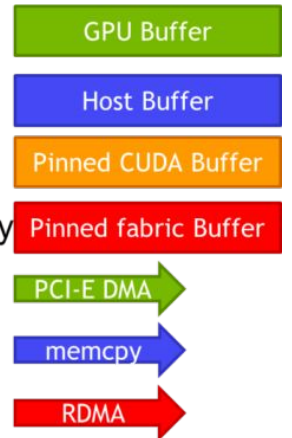 GPU Buffer
Host Buffer
Pinned CUDA Buffer
y Pinned fabric Buffer
PCI-E DMA
memcpy
RDMA